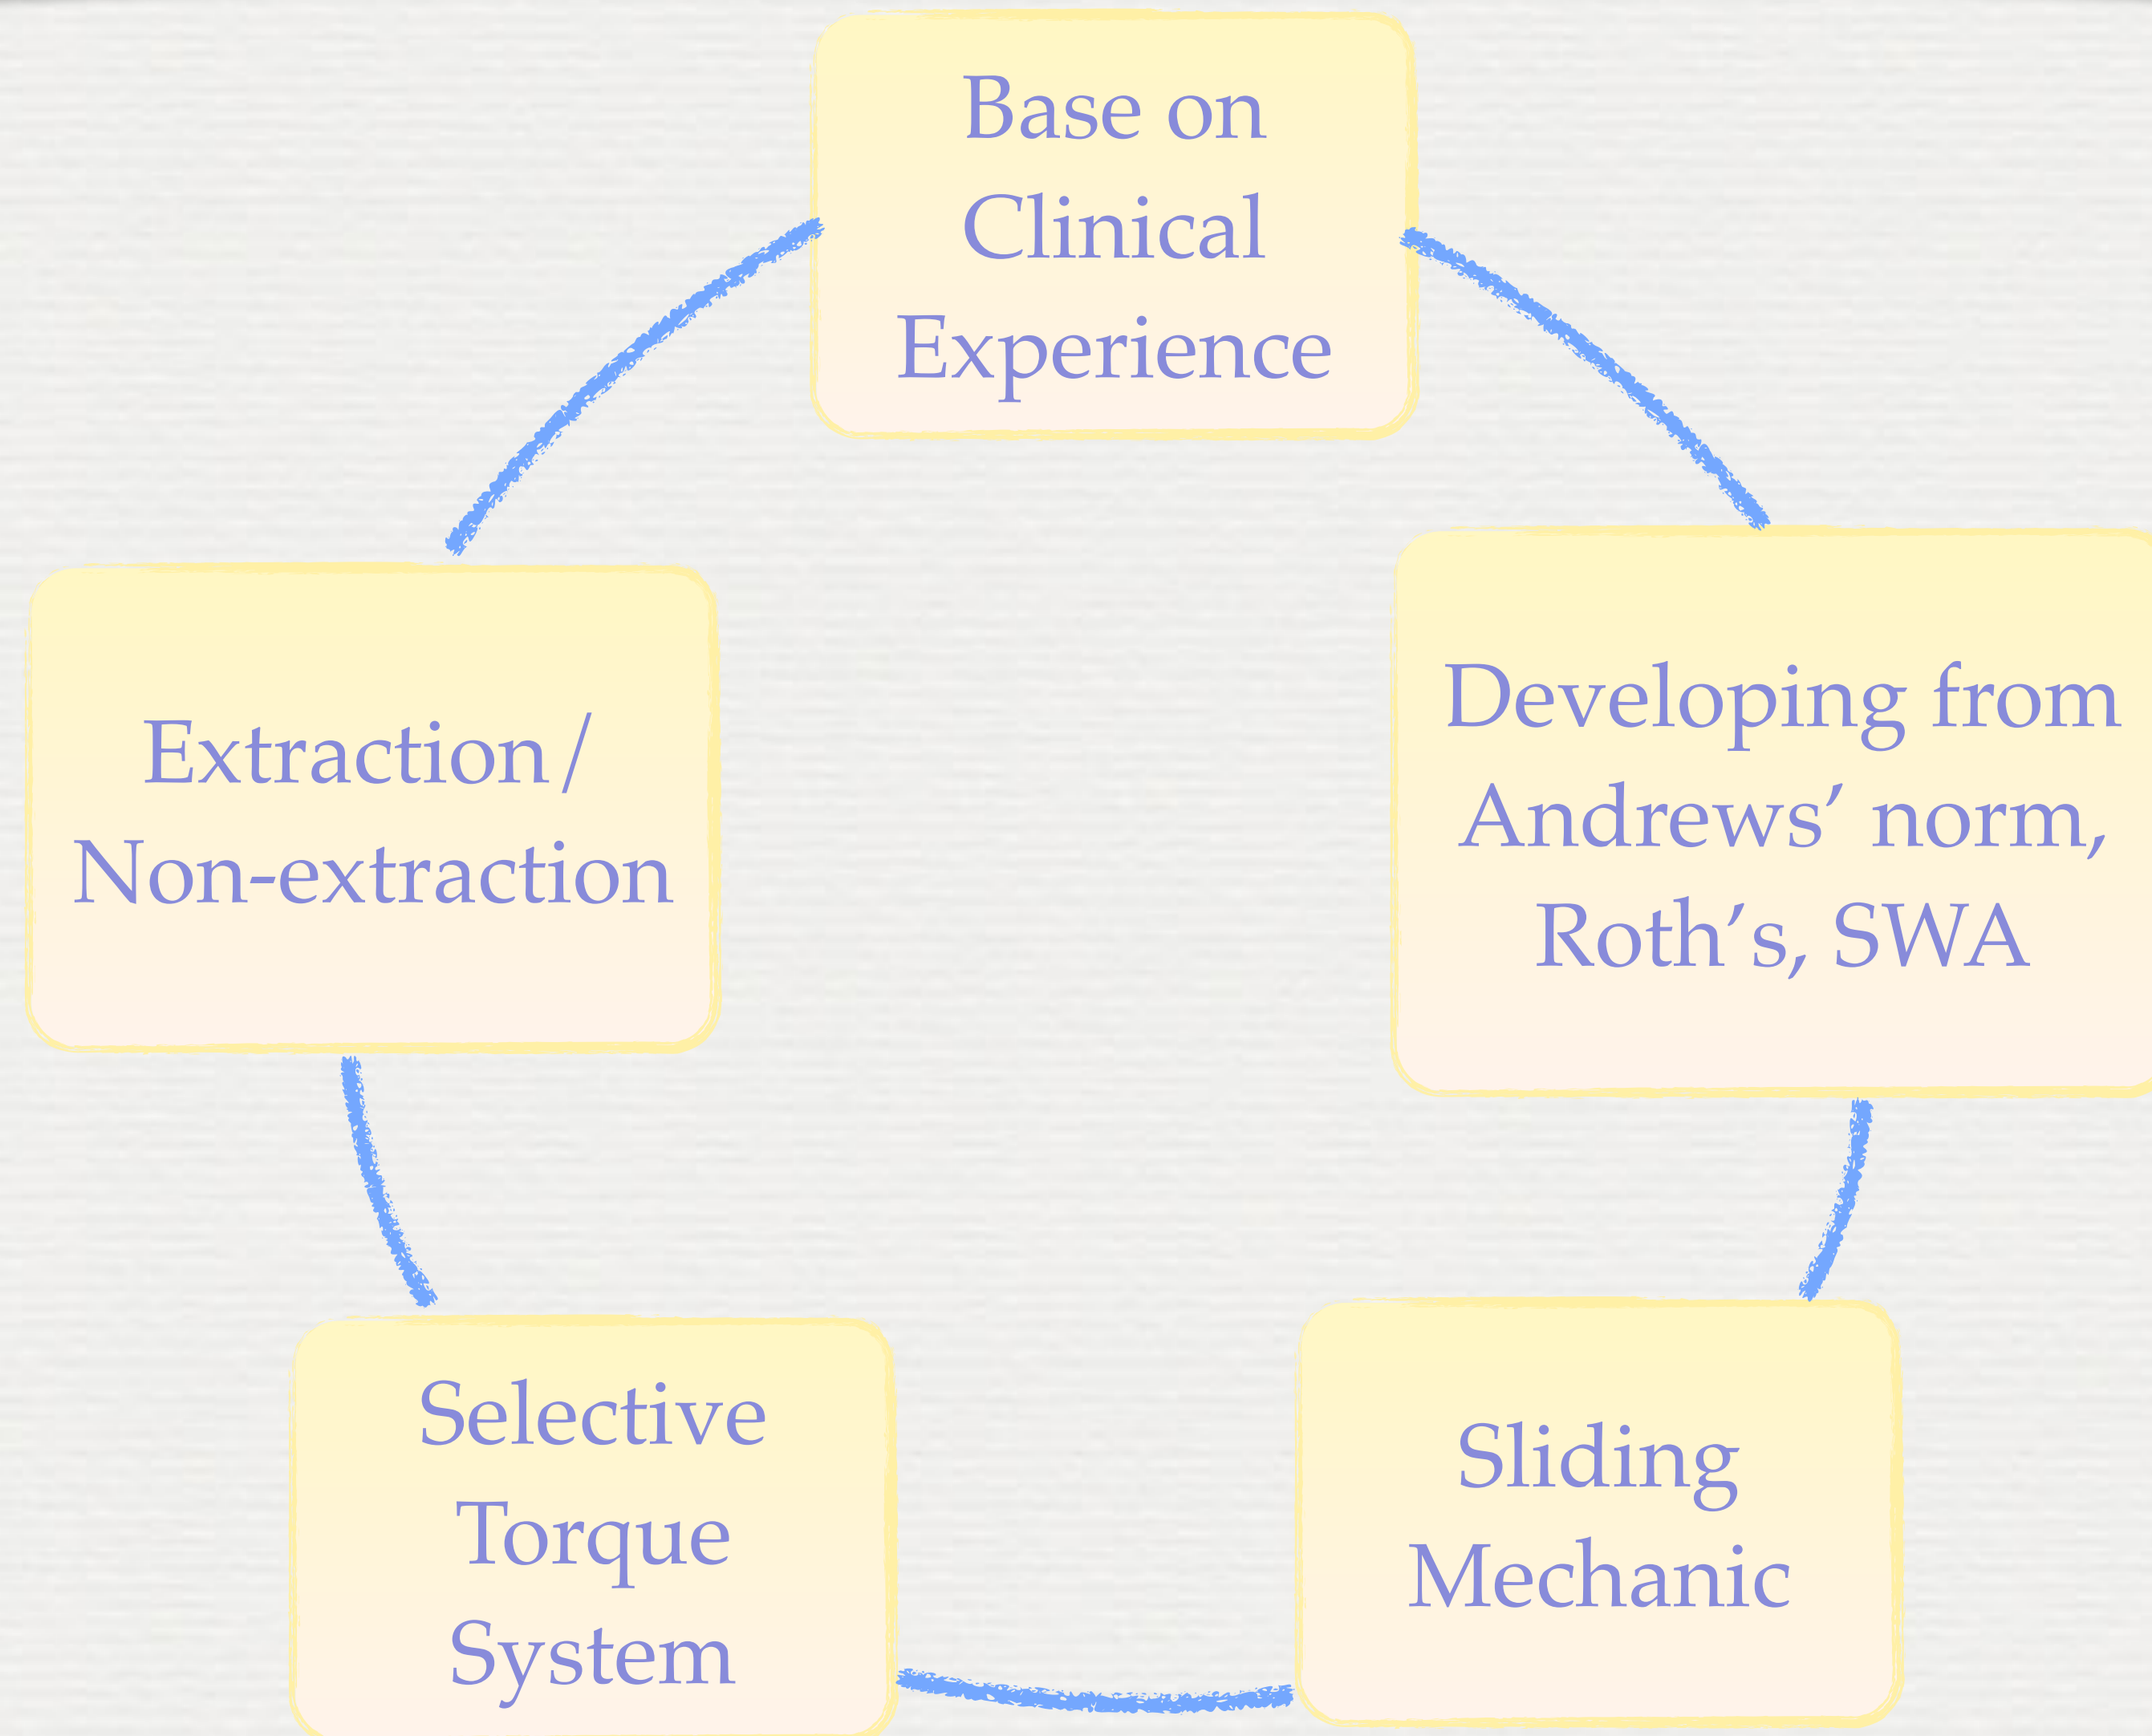 Base on
Clinical
Experience
Extraction/
Non-extraction
Developing from
Andrews’ norm,
Roth’s, SWA
Selective
Torque
System
Sliding
Mechanic